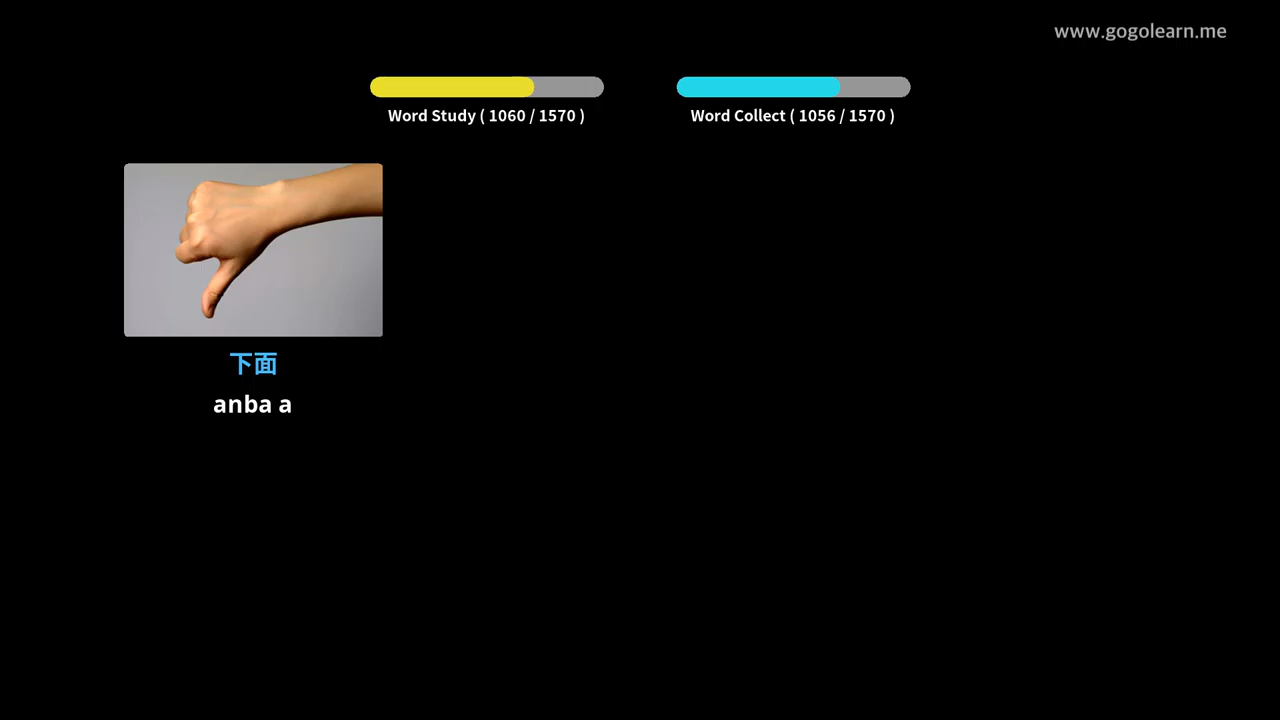 www.gogolearn.me
Word Study ( 1060 / 1570 )
Word Collect ( 1056 / 1570 )
下面
anba a